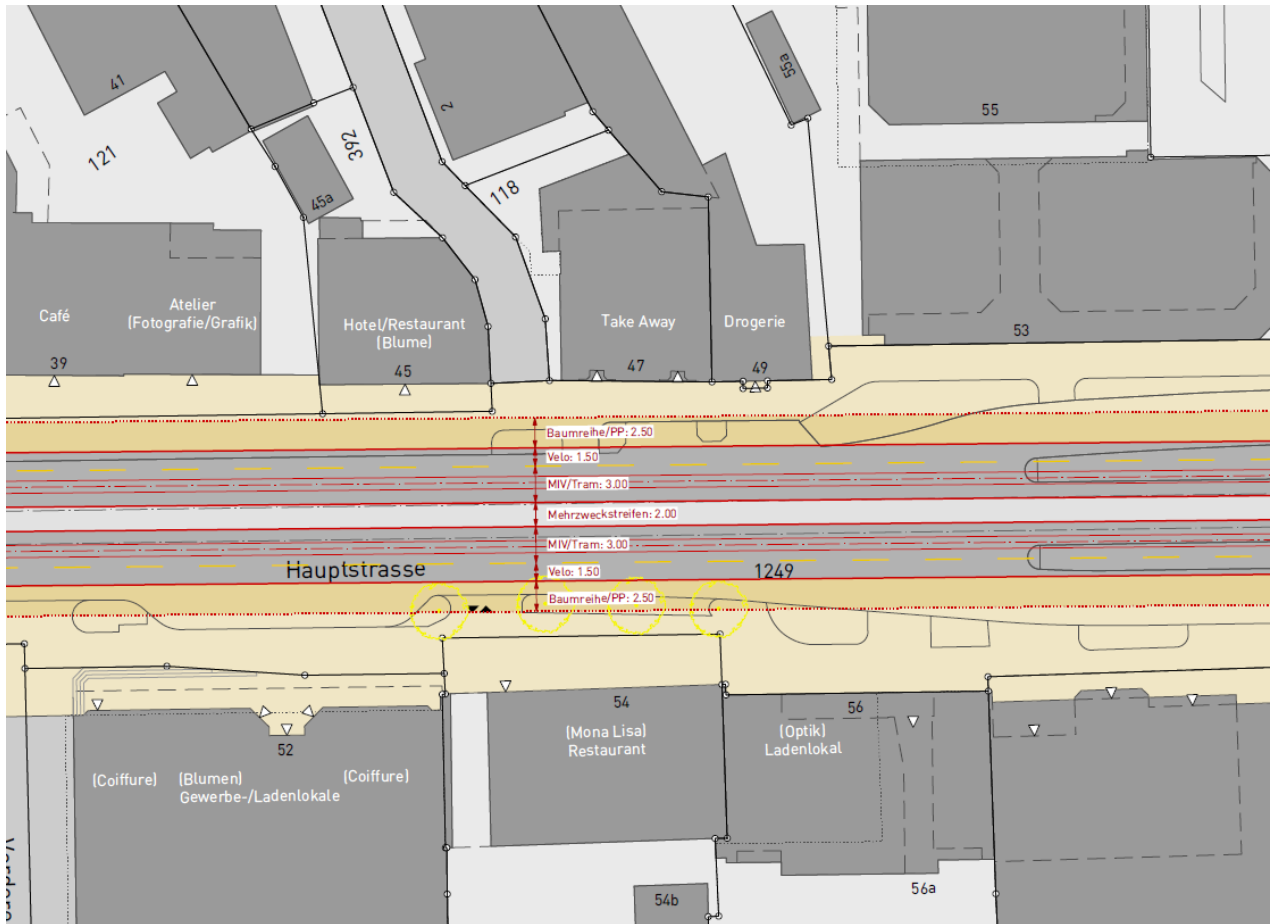 41
2
55a
55
121
392
118
45a
Café
Atelier
(Fotografie/Grafik)
Hotel/Restaurant
(Blume)
Take Away
Drogerie
53
39
45
47
49
Baumreihe/PP: 2.50
Velo: 1.50
MIV/Tram: 3.00
Mehrzweckstreifen: 2.00
MIV/Tram: 3.00
Hauptstrasse
Velo: 1.50
1249
Baumreihe/PP: 2.50
54
56
(Mona Lisa)
Restaurant
(Optik)
Ladenlokal
52
(Coiffure)
(Blumen)
(Coiffure)
Gewerbe-/Ladenlokale
54b
56a